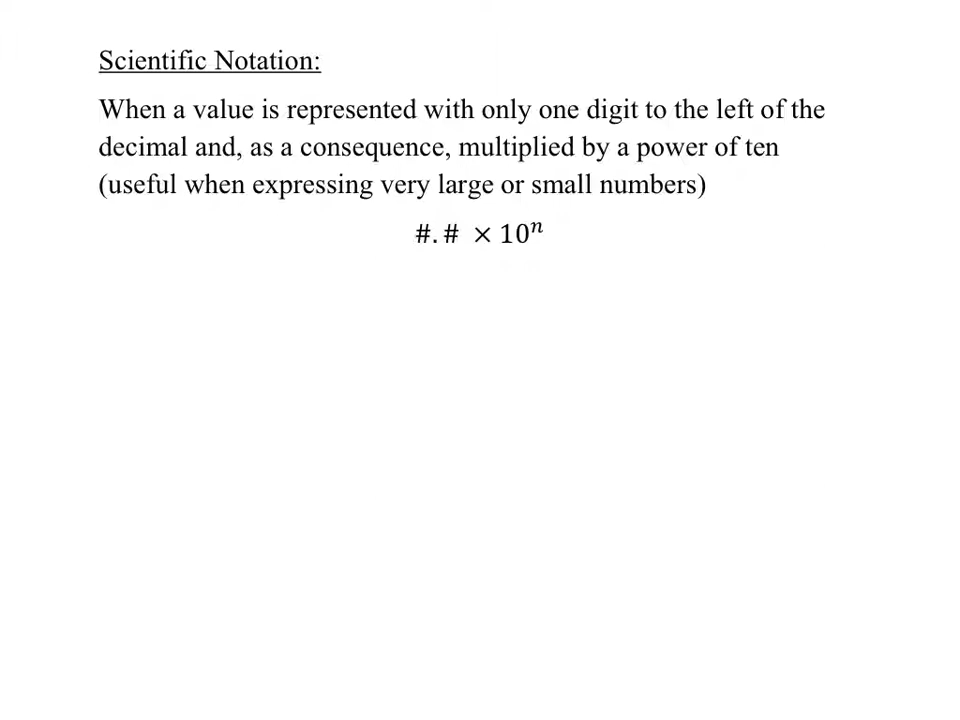 Scientific Notation:
When a value is represented with only one digit to the left of the
decimal and, as a consequence, multiplied by a power of ten
(useful when expressing very large or small numbers)
#.# × 10ⁿ